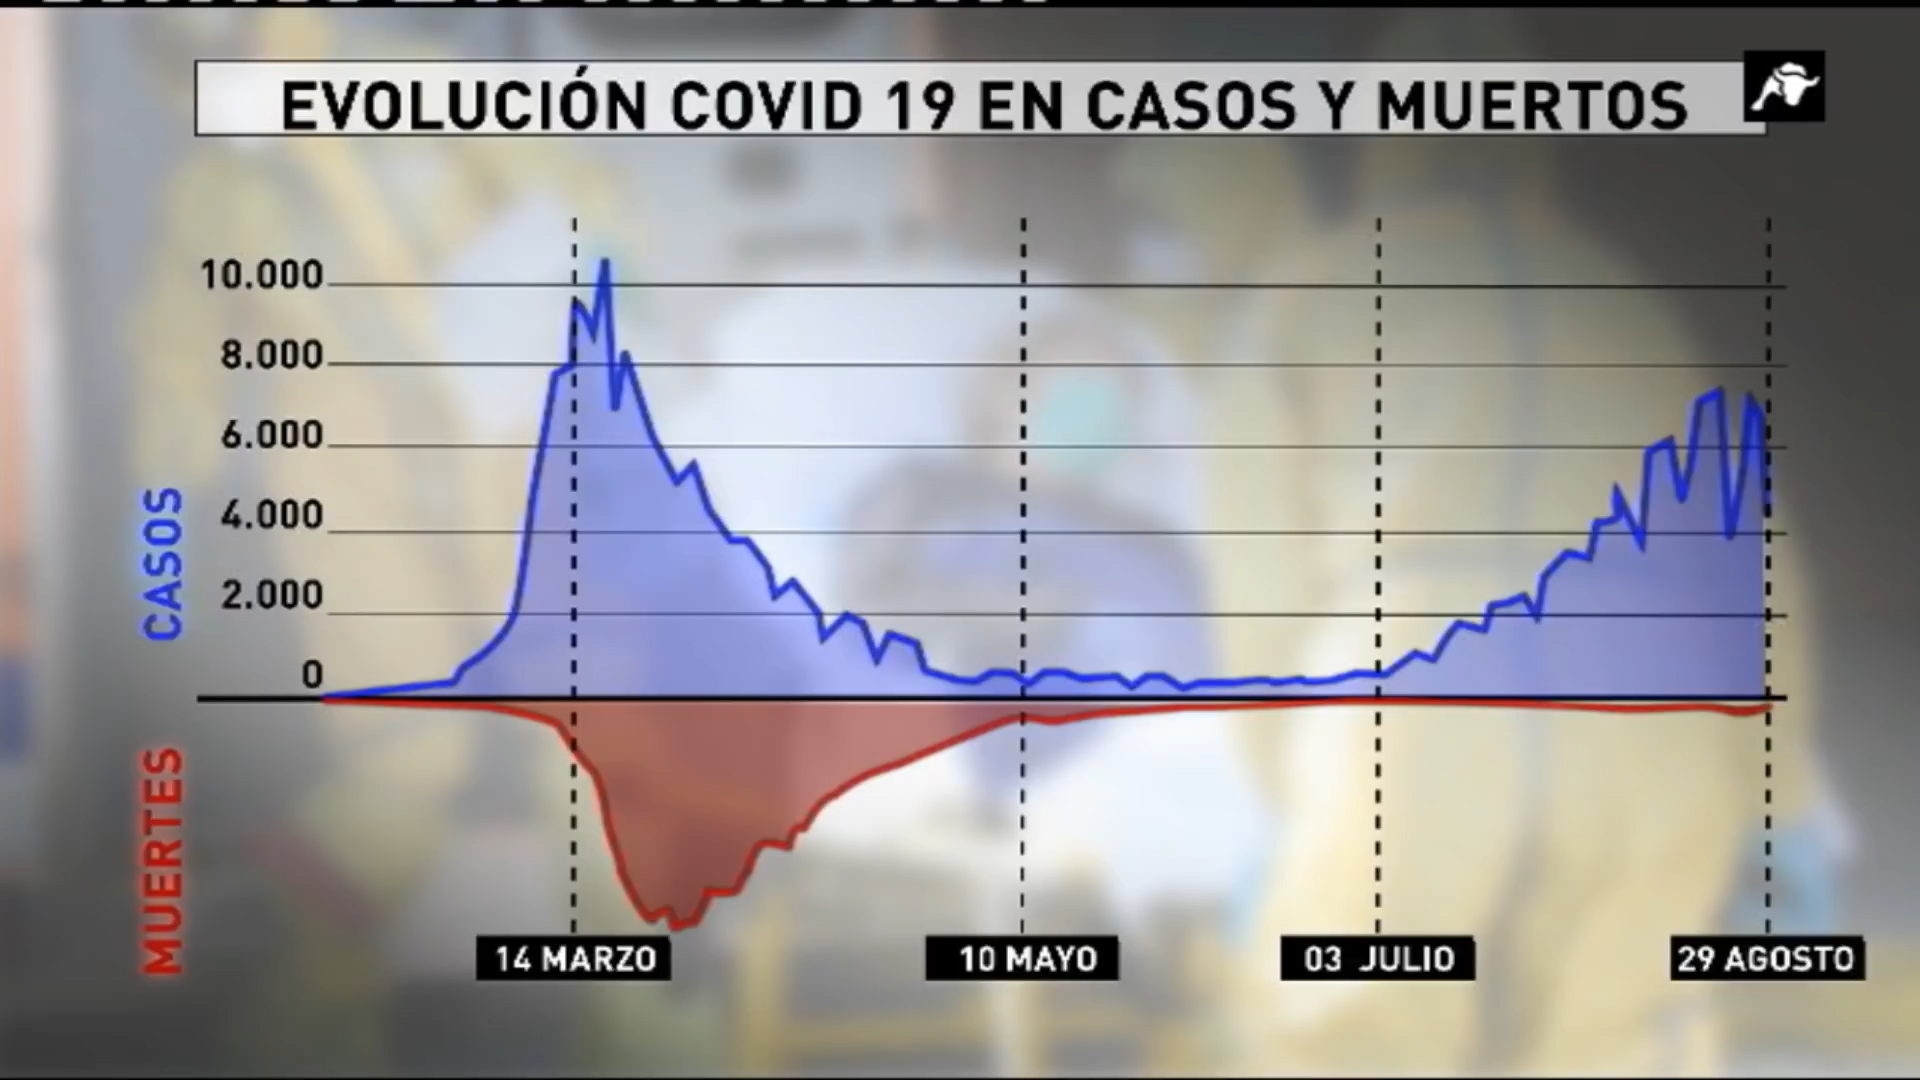 EVOLUCIÓN COVID 19 EN CASOS Y MUERTOS
10.000
8.000
6.000
4.000
2.000
0
CASOS
MUERTES
14 MARZO
10 MAYO
03 JULIO
29 AGOSTO